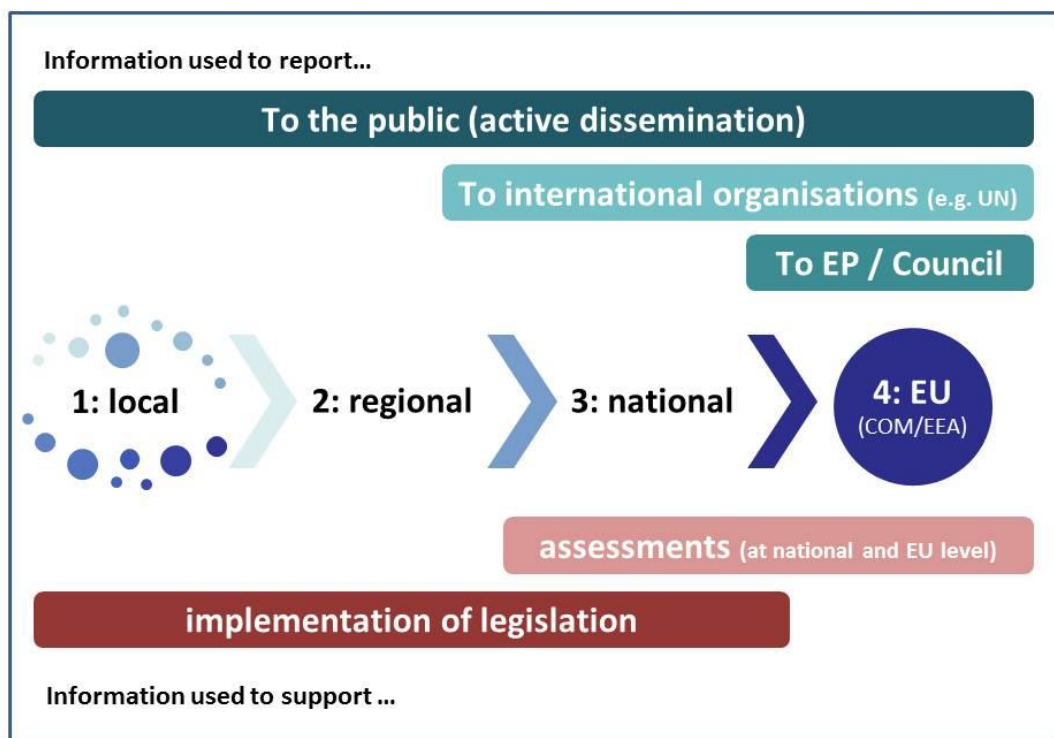 Information used to report...
To the public (active dissemination)
To international organisations (e.g. UN)
To EP / Council
1: local
2: regional
3: national
4: EU
(COM/EEA)
assessments (at national and EU level)
implementation of legislation
Information used to support ...